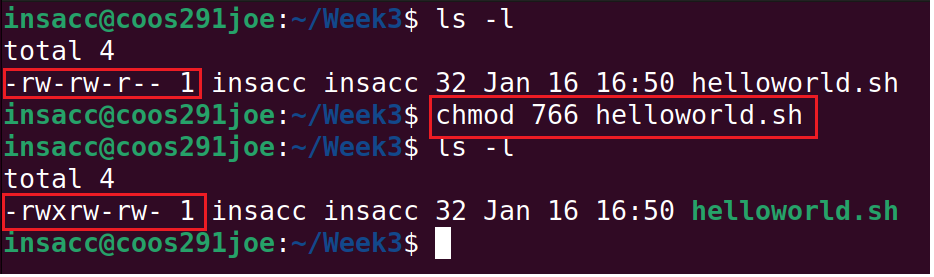 insacc@coos291joe:~/Week3$ ls -l
total 4
-rw-rw-r-- 1 insacc insacc 32 Jan 16 16:50 helloworld.sh
insacc@coos291joe:~/Week3$ chmod 766 helloworld.sh
insacc@coos291joe:~/Week3$ ls -l
total 4
-rwxrw-rw- 1 insacc insacc 32 Jan 16 16:50 helloworld.sh
insacc@coos291joe:~/Week3$